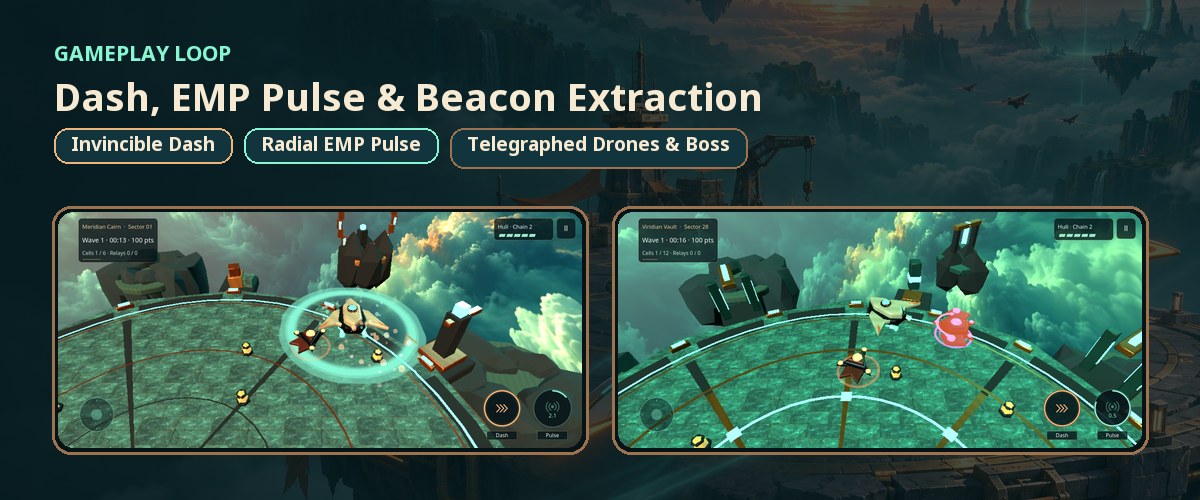 GAMEPLAY LOOP
Dash, EMP Pulse & Beacon Extraction
Invincible Dash
Radial EMP Pulse
Telegraphed Drones & Boss
Meridian Cairn · Sector 01
Wave 1 · 00:13 · 100 pts
Cells 1 / 6 · Relays 0 / 0
Hull · Chain 2
2.1
Dash
Pulse
Viridian Vault · Sector 28
Wave 1 · 00:16 · 100 pts
Cells 1 / 12 · Relays 0 / 0
Hull · Chain 2
0.5
Dash
Pulse